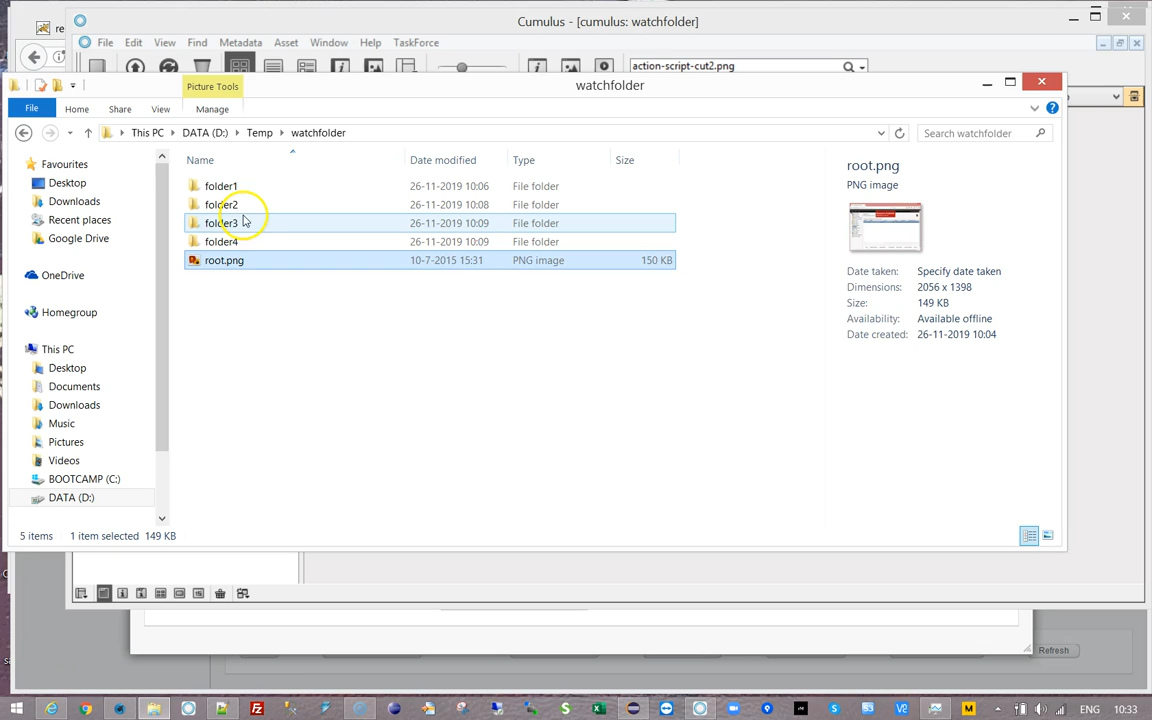 Cumulus - [cumulus: watchfolder]
re
File Edit View Find Metadata Asset Window Help TaskForce
action-script-cut2.png
Picture Tools
watchfolder
File Home Share View Manage
This PC DATA (D:) Temp watchfolder
Search watchfolder
Name Date modified Type Size
folder1 26-11-2019 10:06 File folder
folder2 26-11-2019 10:08 File folder
folder3 26-11-2019 10:09 File folder
folder4 26-11-2019 10:09 File folder
root.png 10-7-2015 15:31 PNG image 150 KB
Favourites
Desktop
Downloads
Recent places
Google Drive
OneDrive
Homegroup
This PC
Desktop
Documents
Downloads
Music
Pictures
Videos
BOOTCAMP (C:)
DATA (D:)
root.png
PNG image
Date taken: Specify date taken
Dimensions: 2056 x 1398
Size: 149 KB
Availability: Available offline
Date created: 26-11-2019 10:04
5 items 1 item selected 149 KB
Refresh
ENG 10:33